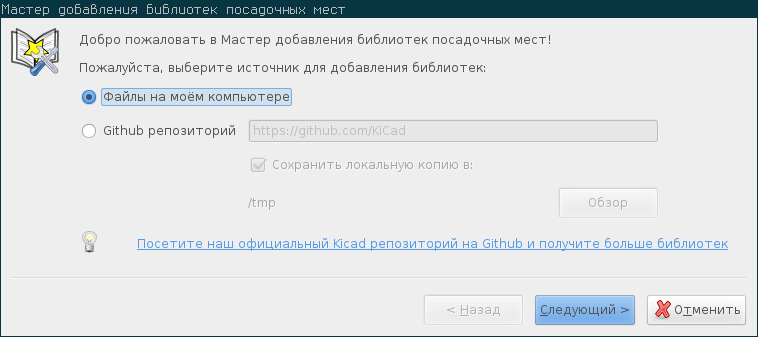 Мастер добавления библиотек посадочных мест
Добро пожаловать в Мастер добавления библиотек посадочных мест!
Пожалуйста, выберите источник для добавления библиотек:
Файлы на моём компьютере
Github репозиторий https://github.com/KiCad
Сохранить локальную копию в:
/tmp Обзор
Посетите наш официальный Kicad репозиторий на Github и получите больше библиотек
< Назад Следующий > Отменить